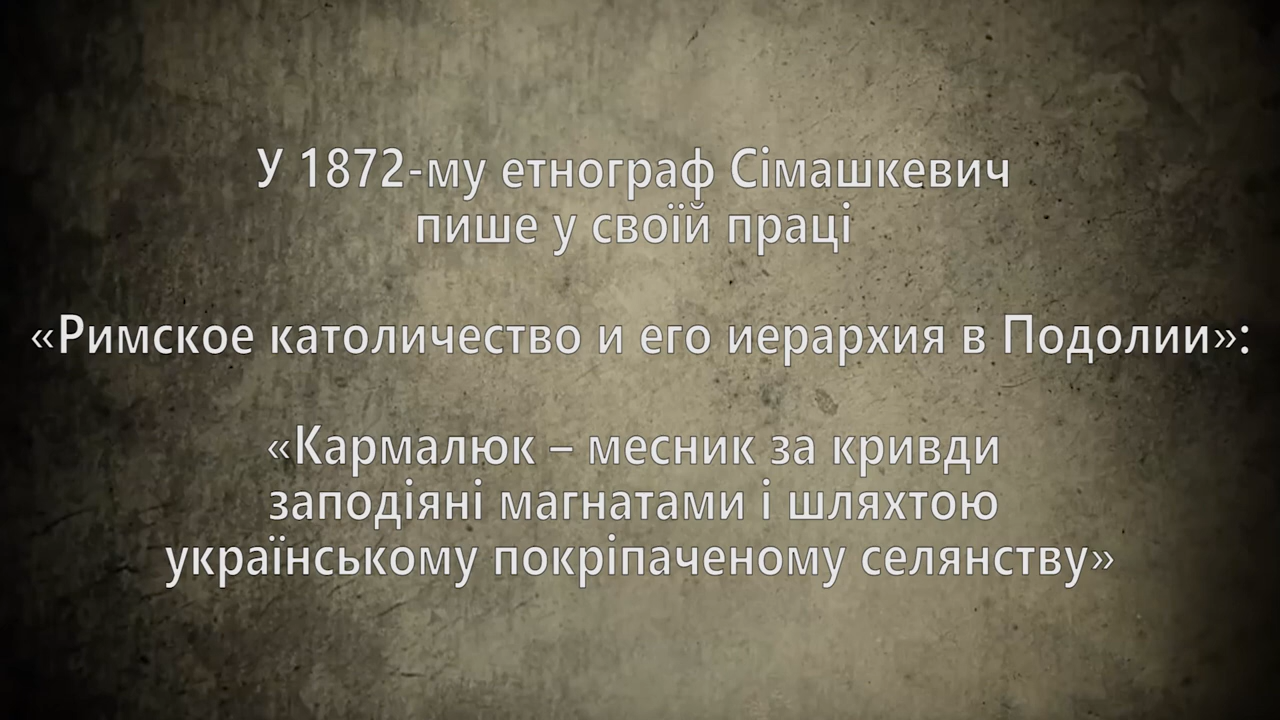 У 1872-му етнограф Сімашкевич
пише у своїй праці
«Римское католичество и его иерархия в Подолии»:
«Кармалюк – месник за кривди
заподіяні магнатами і шляхтою
українському покріпаченому селянству»